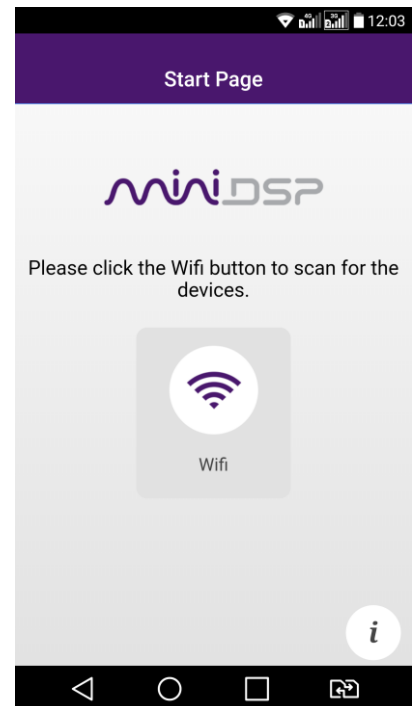 12:03
Start Page
miniDSP
Please click the Wifi button to scan for the
devices.
Wifi
i